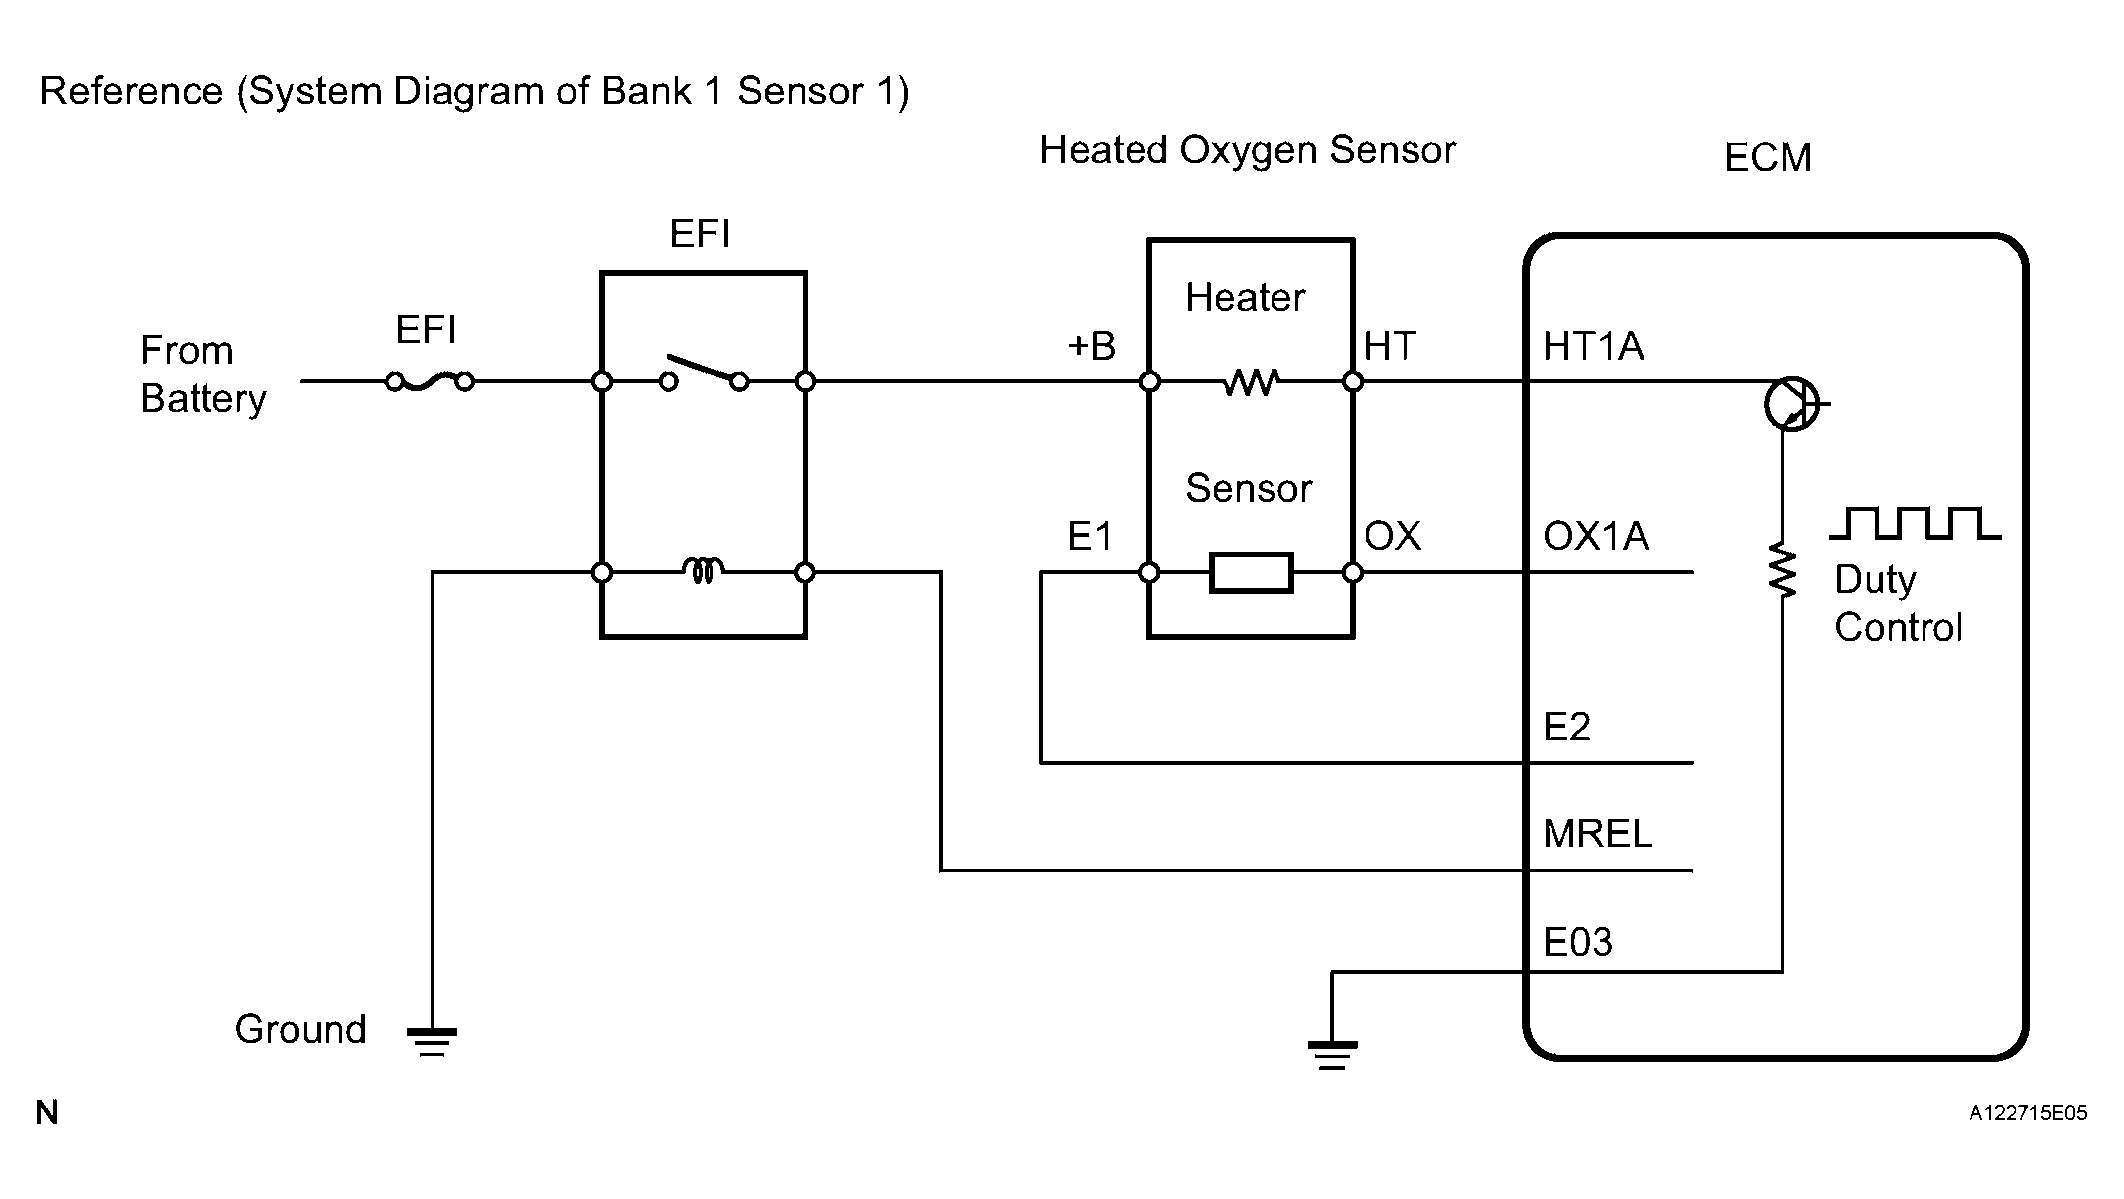 Reference (System Diagram of Bank 1 Sensor 1)
Heated Oxygen Sensor
ECM
EFI
Heater
EFI
From
Battery
+B
HT
HT1A
Sensor
E1
OX
OX1A
Duty
Control
E2
MREL
E03
Ground
N
A122715E05